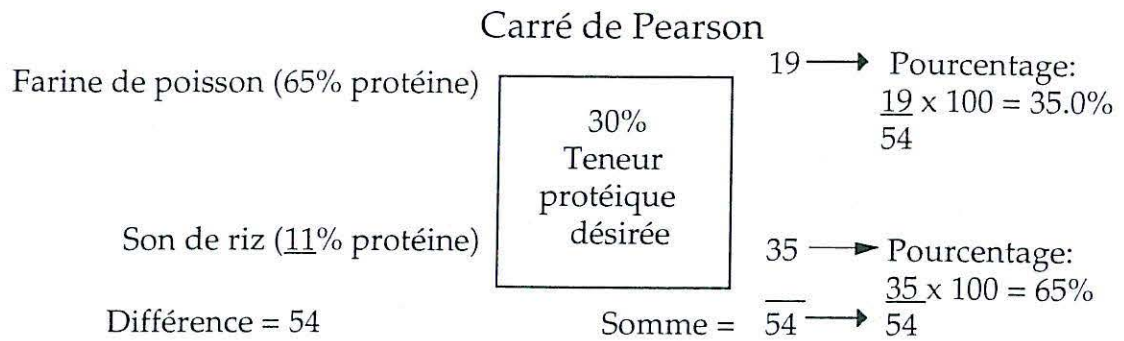 Carré de Pearson
Farine de poisson (65% protéine)
19 Pourcentage:
19 x 100 = 35.0%
54
30%
Teneur
protéique
désirée
Son de riz (11% protéine)
35 Pourcentage:
35 x 100 = 65%
54
Différence = 54
Somme = 54